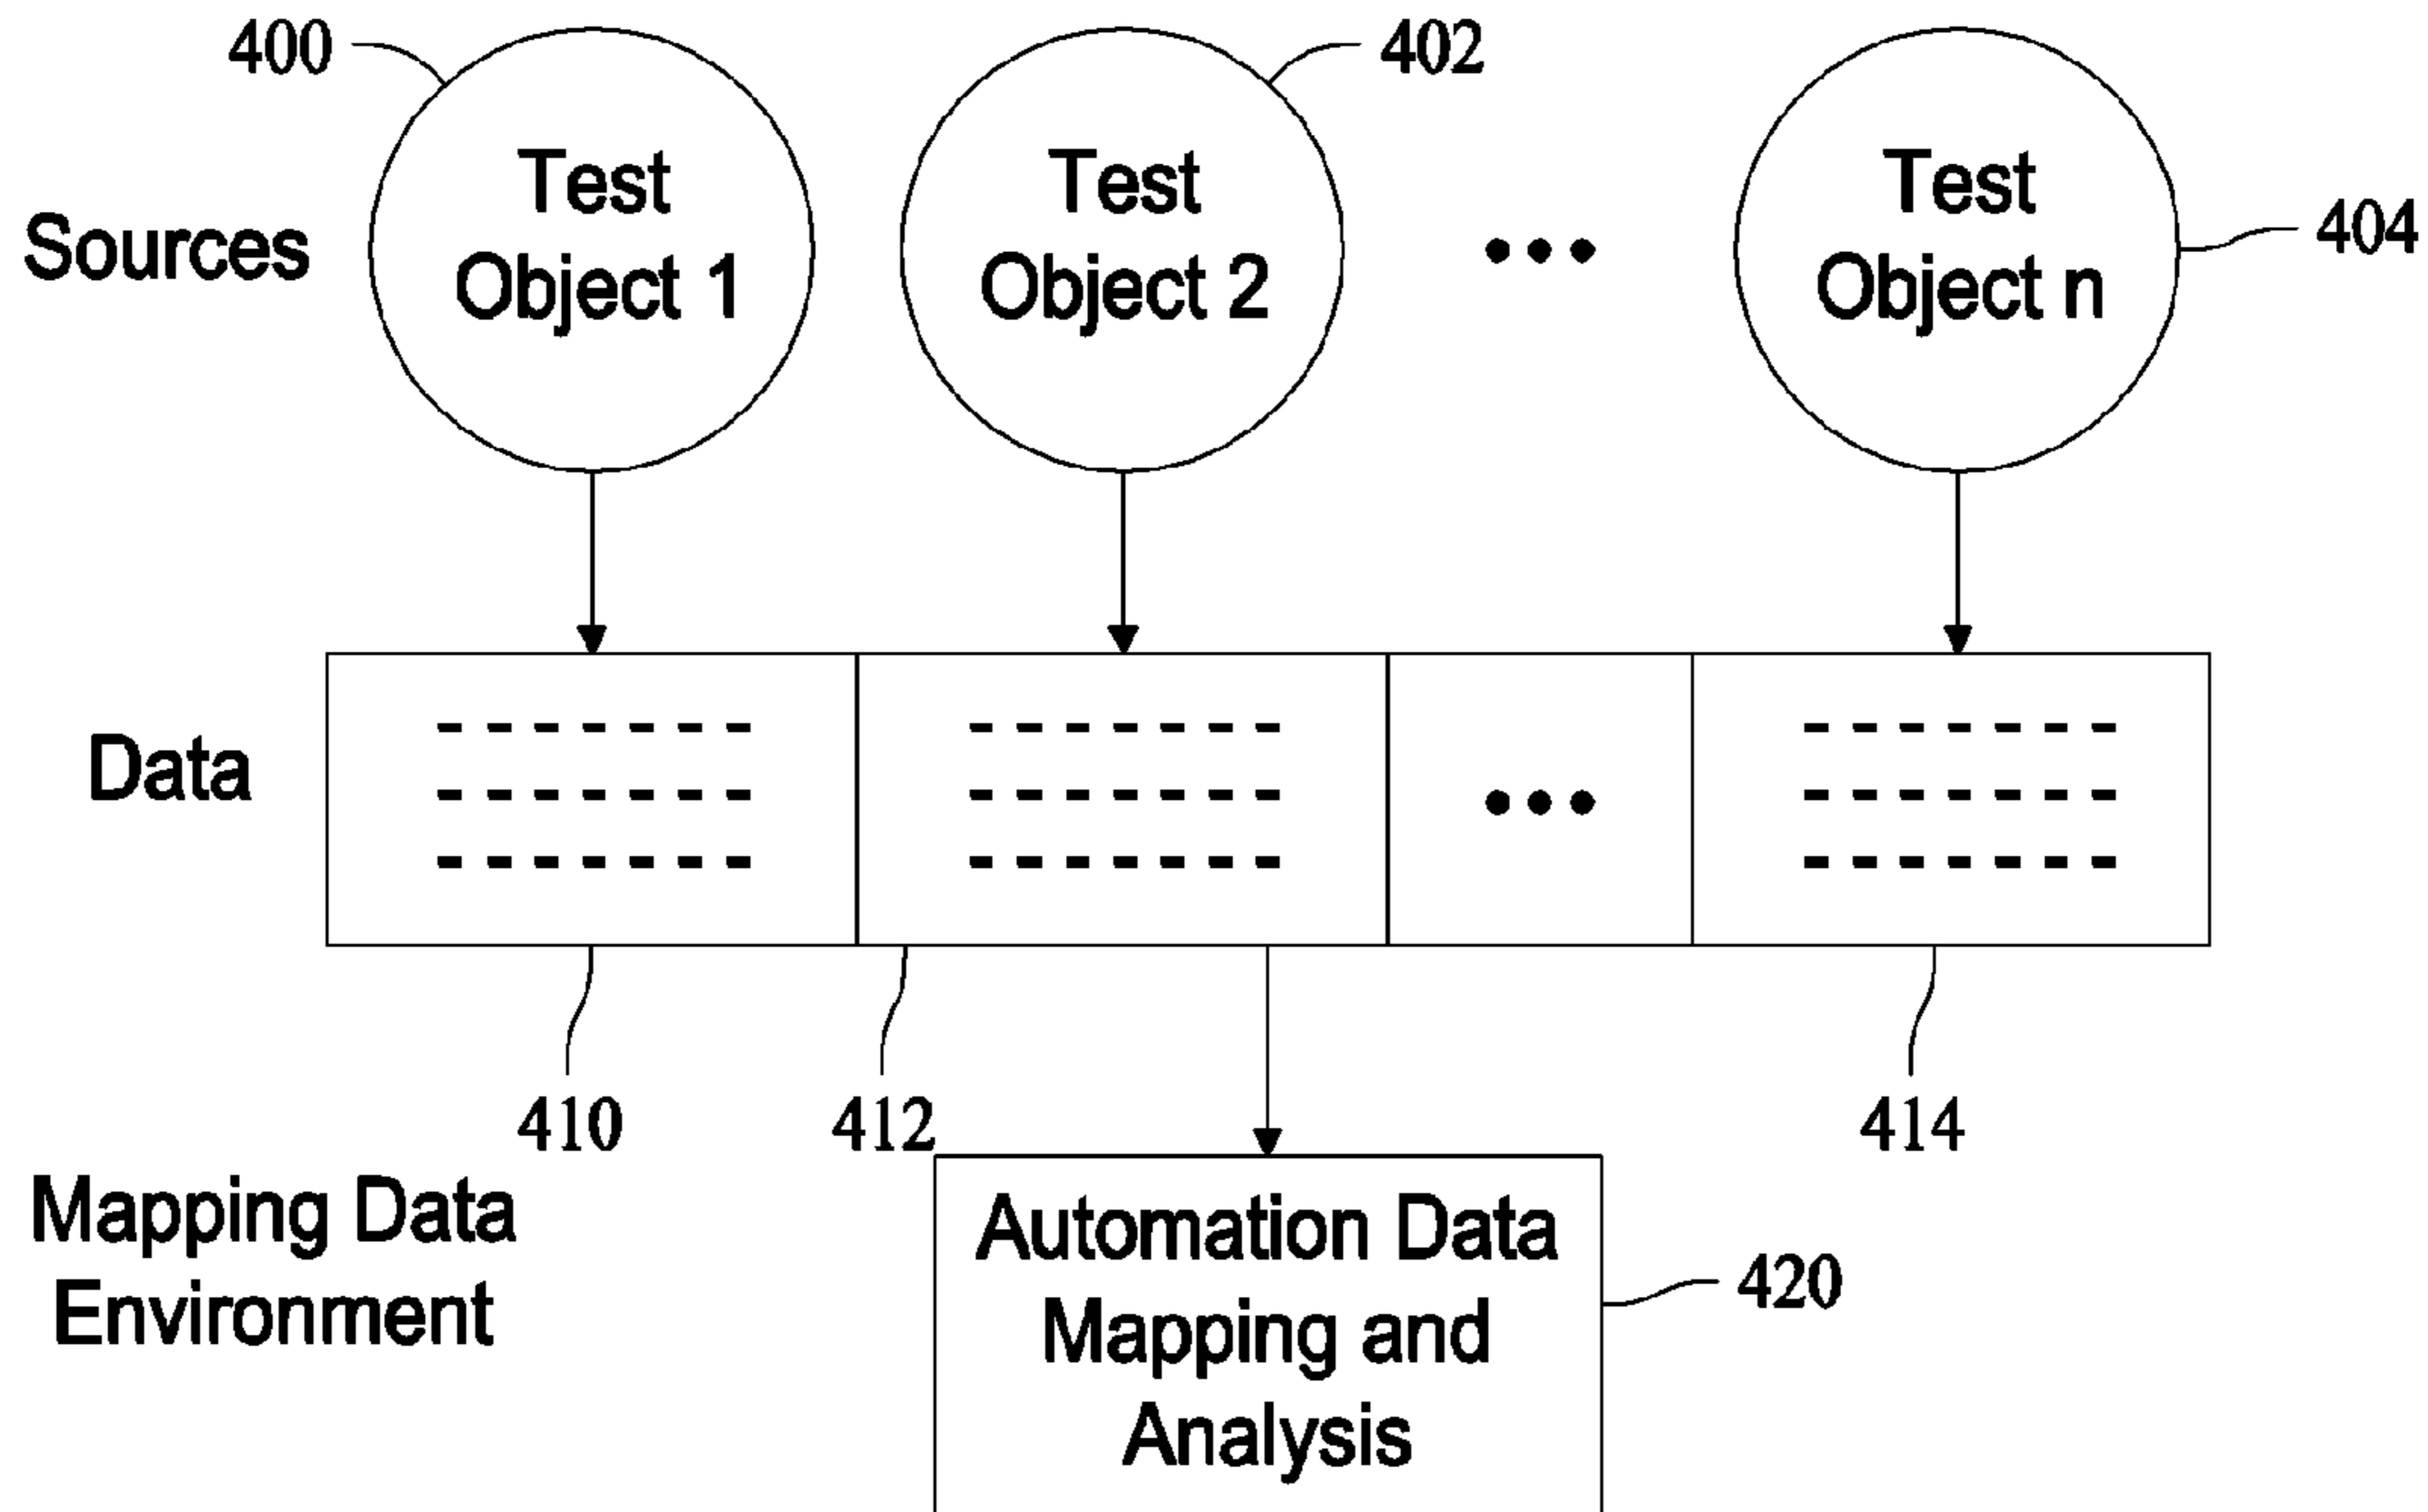 400
402
Test
Object 1
Test
Object 2
Test
Object n
404
Sources
Data
410
412
414
Mapping Data
Environment
Automation Data
Mapping and
Analysis
420